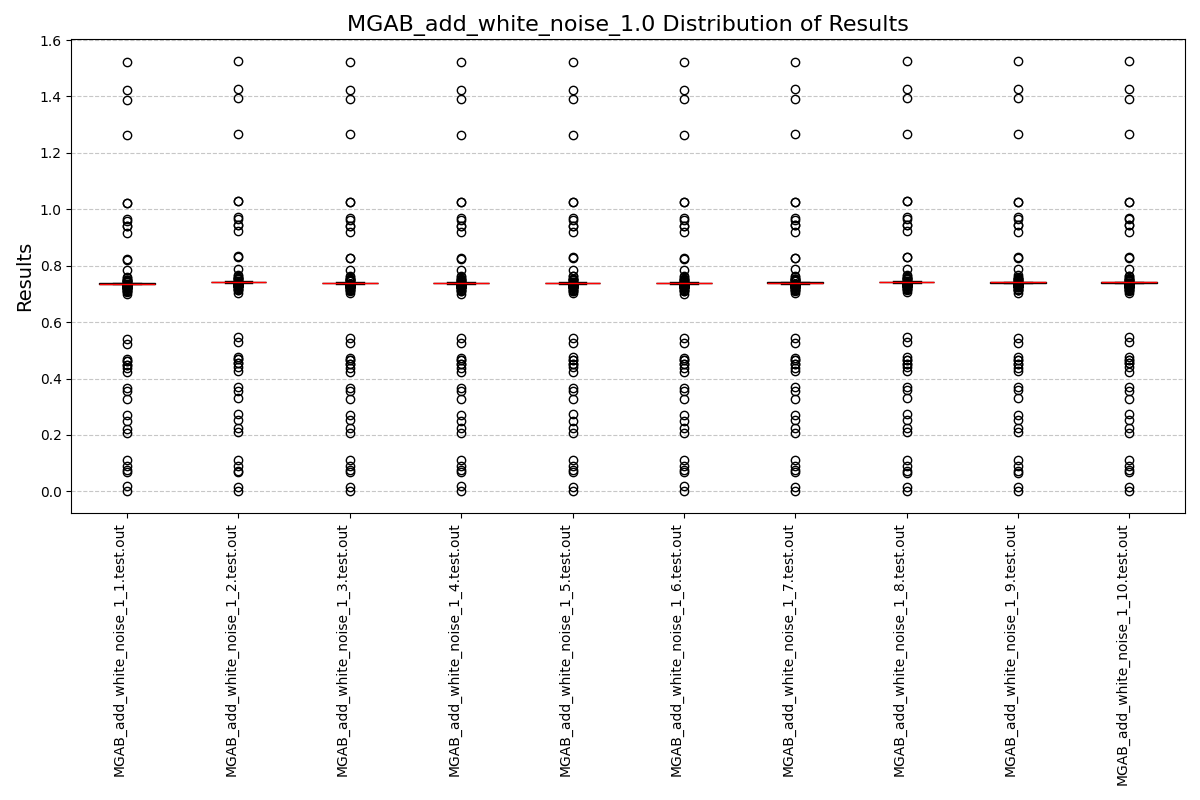 MGAB_add_white_noise_1.0 Distribution of Results
Results
1.6
1.4
1.2
1.0
0.8
0.6
0.4
0.2
0.0
MGAB_add_white_noise_1_1.test.out
MGAB_add_white_noise_1_2.test.out
MGAB_add_white_noise_1_3.test.out
MGAB_add_white_noise_1_4.test.out
MGAB_add_white_noise_1_5.test.out
MGAB_add_white_noise_1_6.test.out
MGAB_add_white_noise_1_7.test.out
MGAB_add_white_noise_1_8.test.out
MGAB_add_white_noise_1_9.test.out
MGAB_add_white_noise_1_10.test.out